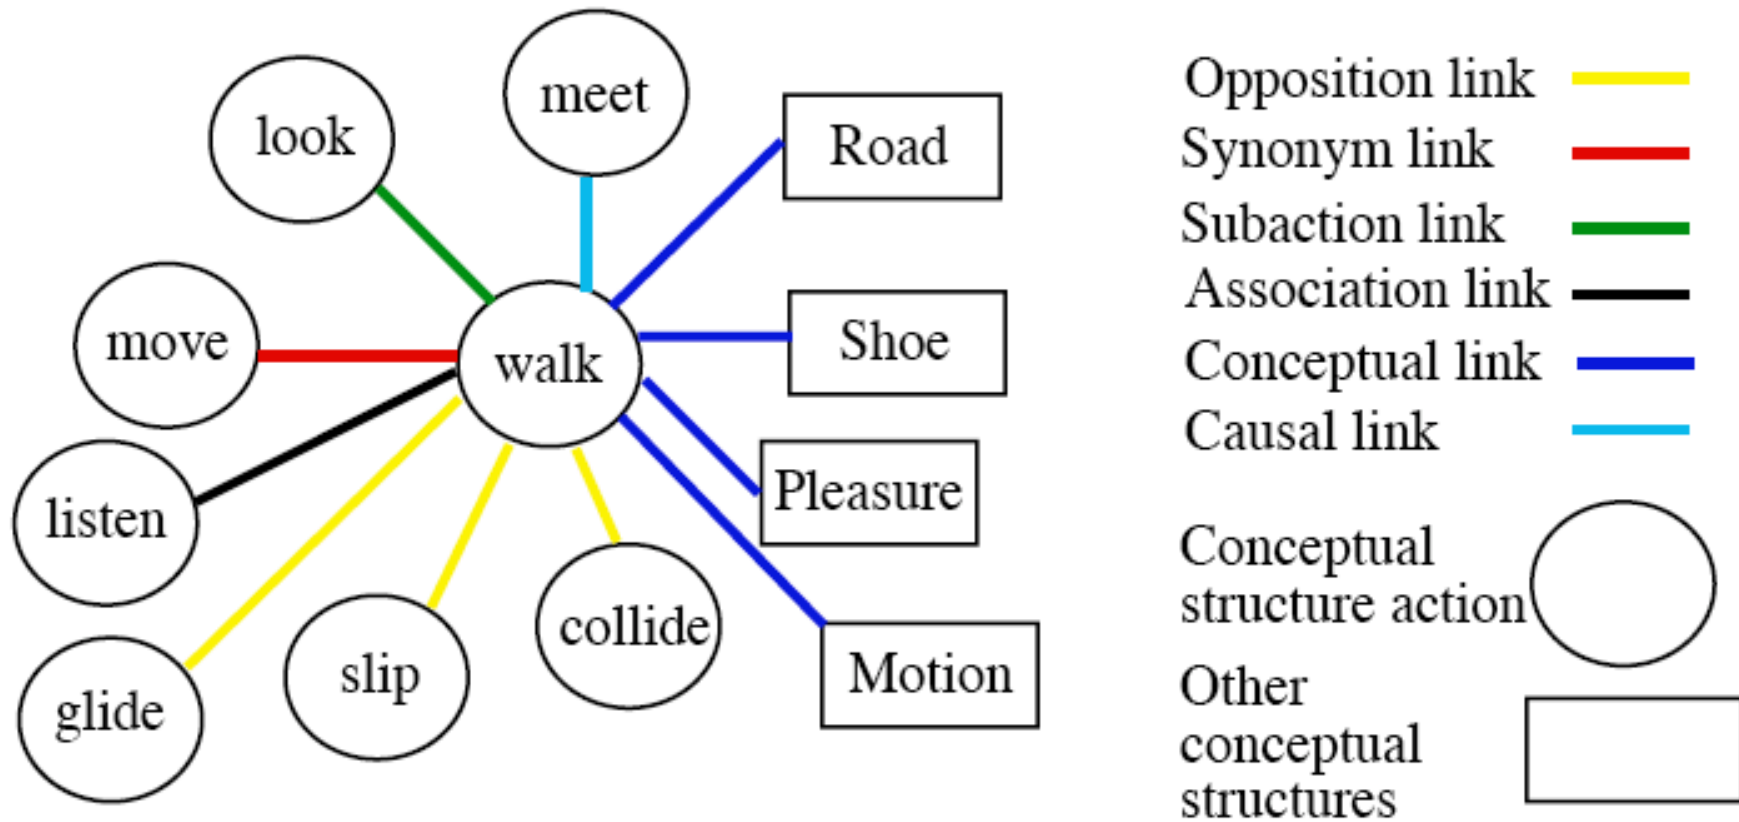 meet
look
Road
move
walk
Shoe
listen
Pleasure
glide
slip
collide
Motion
Opposition link
Synonym link
Subaction link
Association link
Conceptual link
Causal link
Conceptual
structure action
Other
conceptual
structures